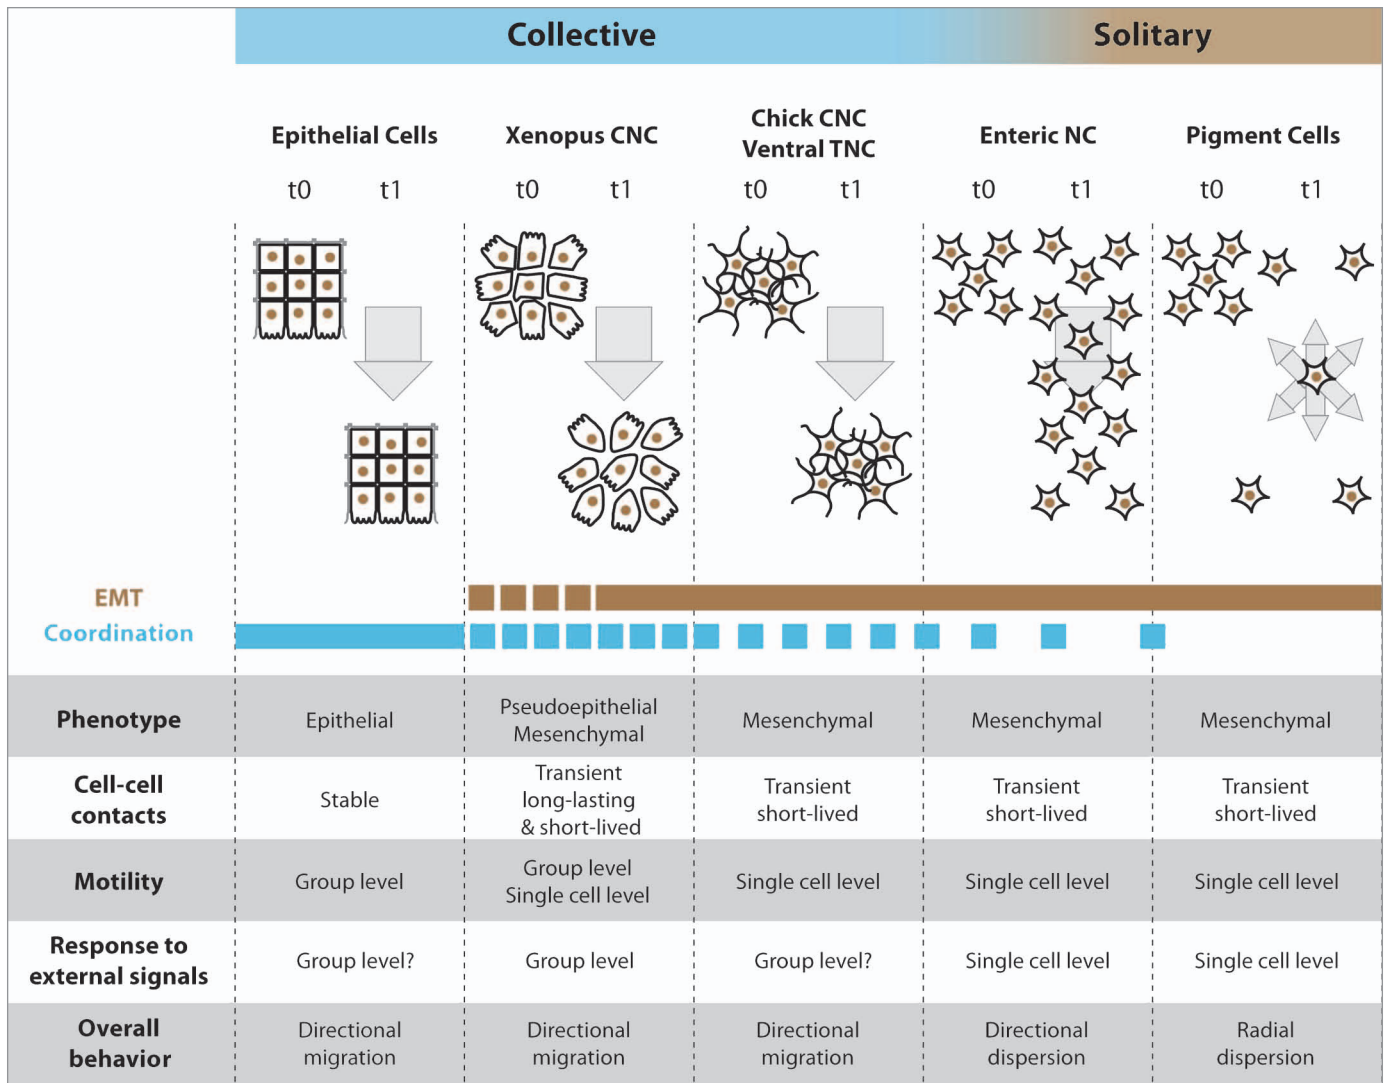 Collective
Solitary
Epithelial Cells
Xenopus CNC
Chick CNC
Ventral TNC
Enteric NC
Pigment Cells
t0 t1
t0 t1
t0 t1
t0 t1
t0 t1
EMT
Coordination
Phenotype
Epithelial
Pseudoepithelial
Mesenchymal
Mesenchymal
Mesenchymal
Mesenchymal
Cell-cell
contacts
Stable
Transient
long-lasting
& short-lived
Transient
short-lived
Transient
short-lived
Transient
short-lived
Motility
Group level
Group level
Single cell level
Single cell level
Single cell level
Single cell level
Response to
external signals
Group level?
Group level
Group level?
Single cell level
Single cell level
Overall
behavior
Directional
migration
Directional
migration
Directional
migration
Directional
dispersion
Radial
dispersion